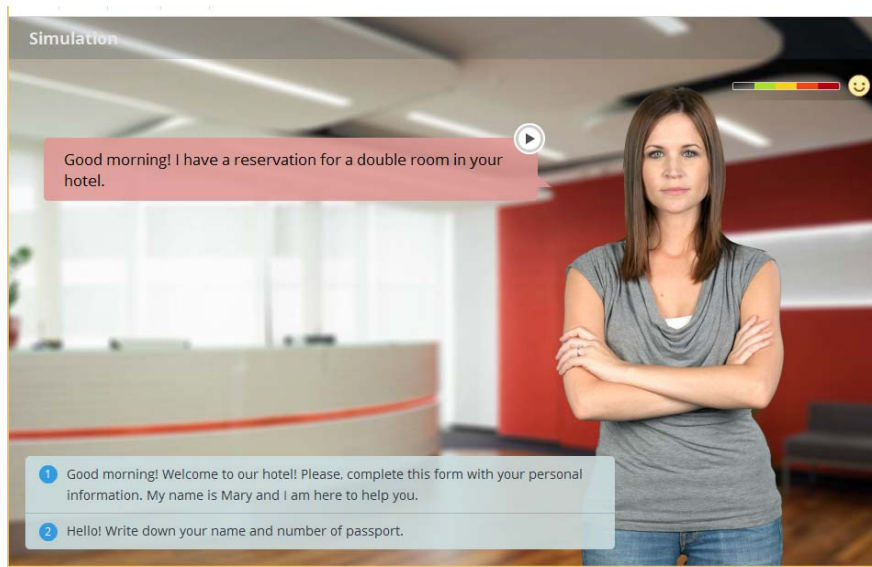 Simulation
Good morning! I have a reservation for a double room in your
hotel.
1 Good morning! Welcome to our hotel! Please, complete this form with your personal
information. My name is Mary and I am here to help you.
2 Hello! Write down your name and number of passport.